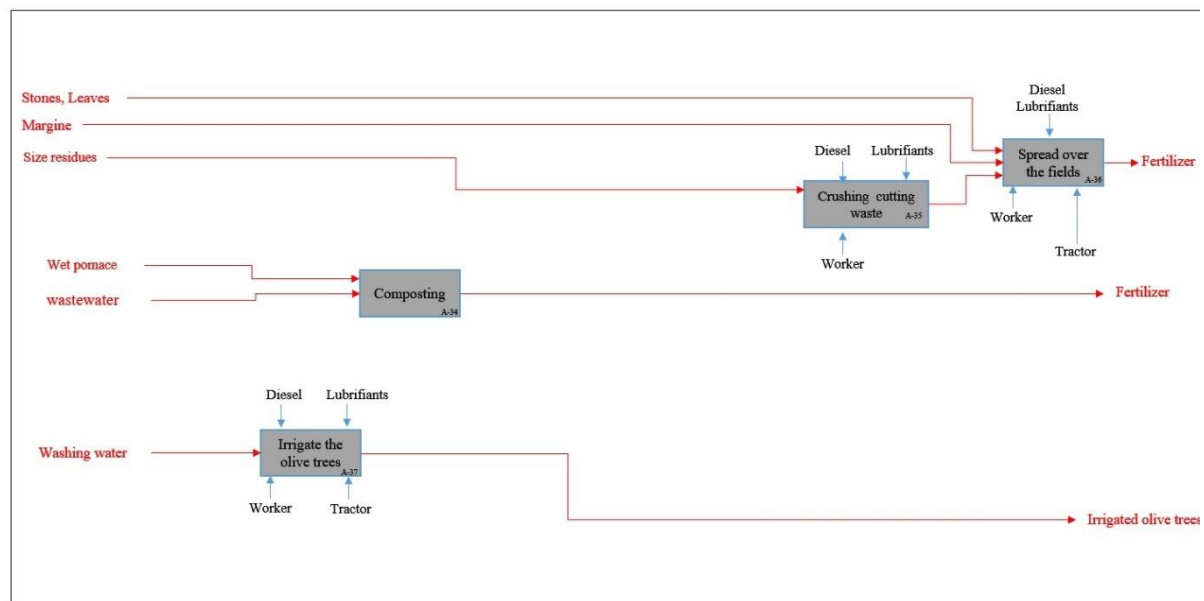 Stones, Leaves
Margine
Size residues
Diesel
Lubrifiants
Spread over
the fields
A-36
Fertilizer
Diesel
Lubrifiants
Crushing cutting
waste
A-35
Worker
Worker
Tractor
Wet pomace
wastewater
Composting
A-34
Fertilizer
Diesel
Lubrifiants
Washing water
Irrigate the
olive trees
A-37
Worker
Tractor
Irrigated olive trees